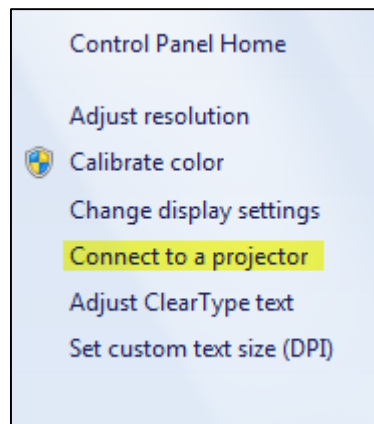 Control Panel Home
Adjust resolution
Calibrate color
Change display settings
Connect to a projector
Adjust ClearType text
Set custom text size (DPI)